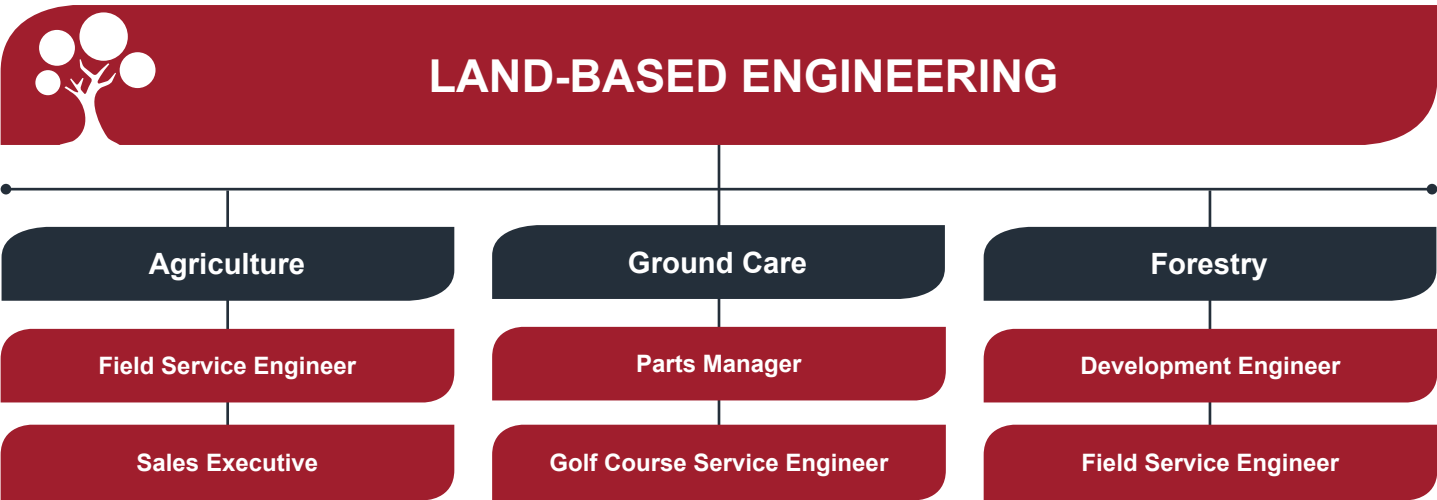 LAND-BASED ENGINEERING
Agriculture
Ground Care
Forestry
Field Service Engineer
Parts Manager
Development Engineer
Sales Executive
Golf Course Service Engineer
Field Service Engineer